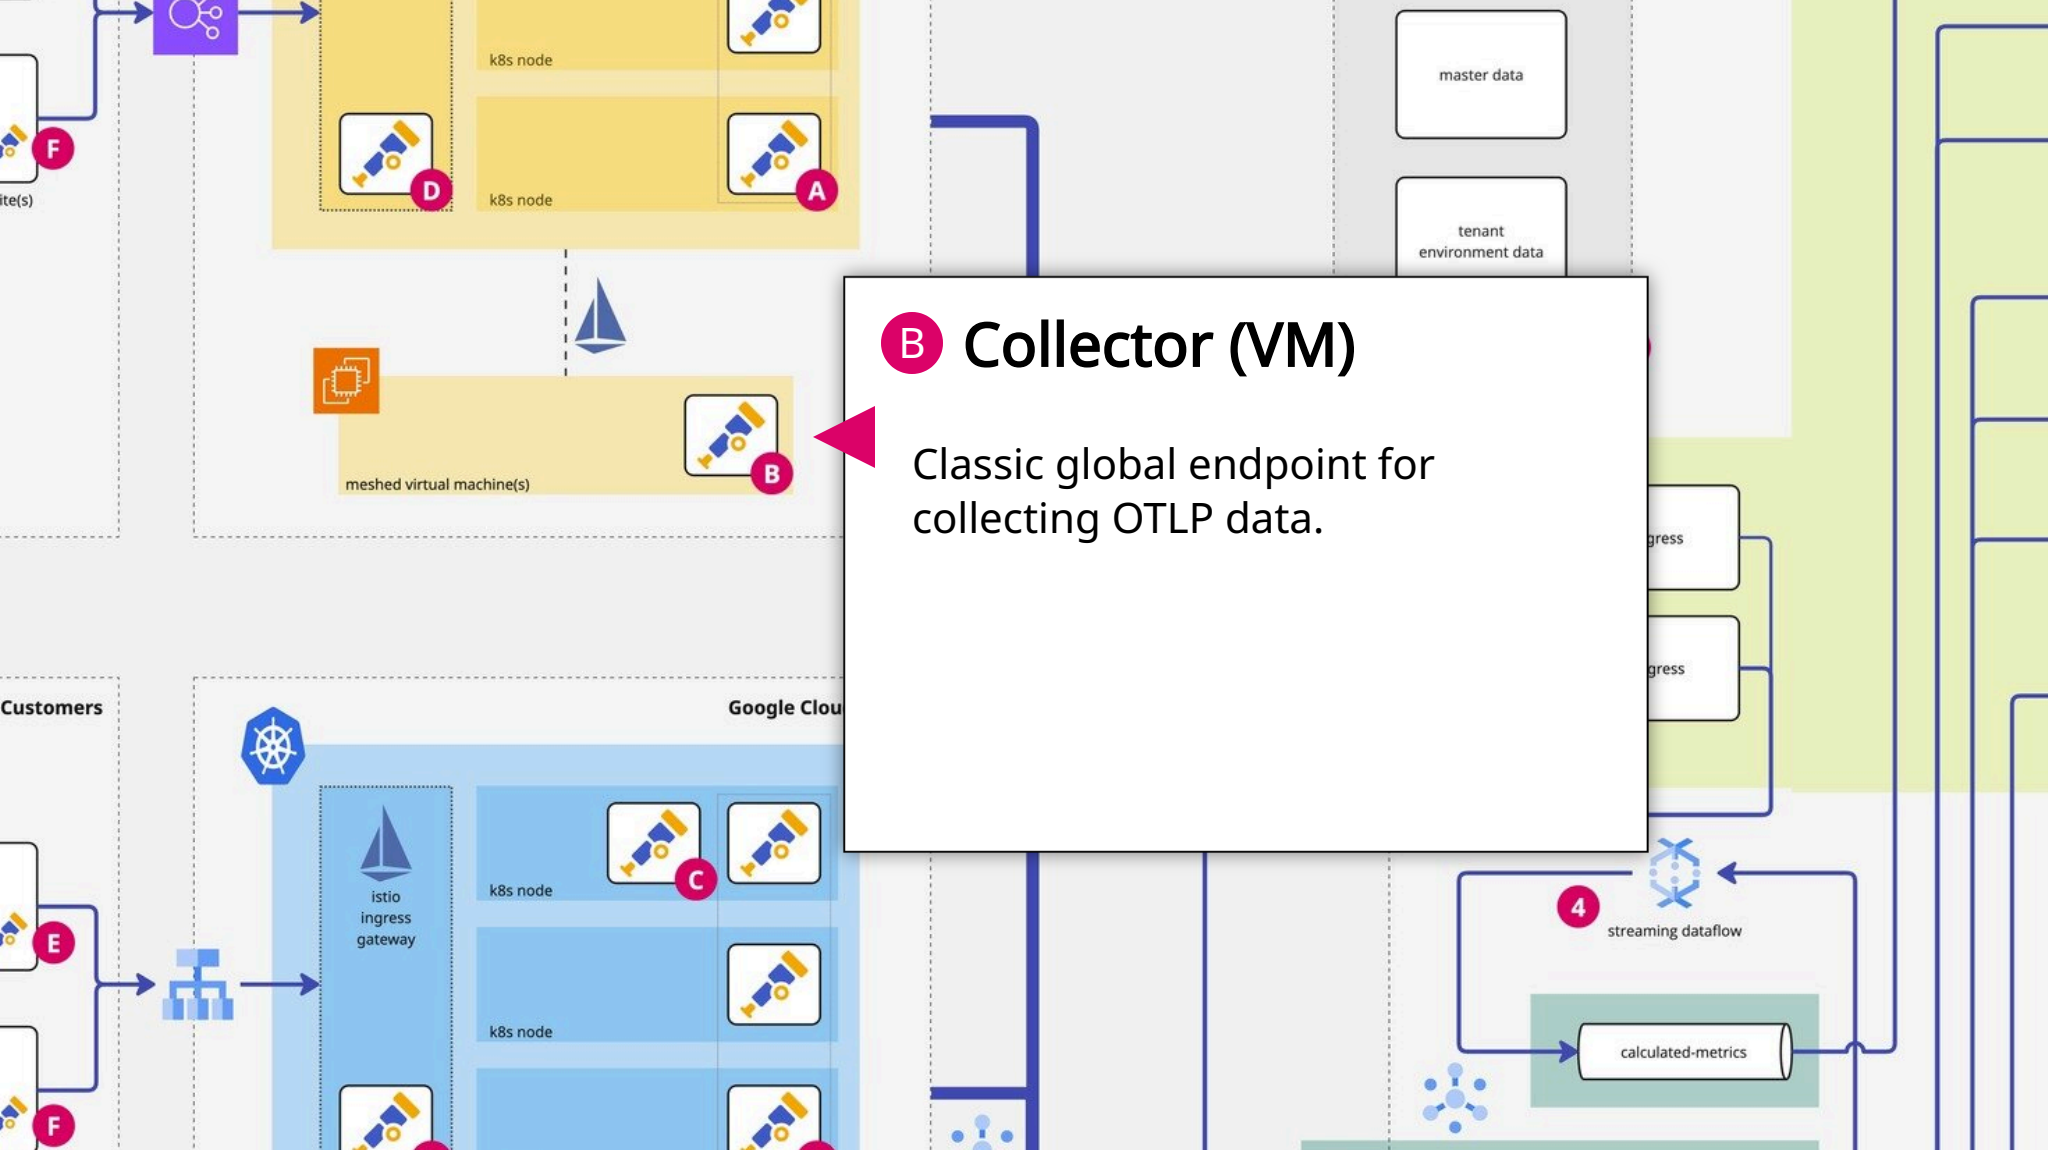 k8s node
master data
F
D
k8s node
A
ite(s)
tenant
environment data
B Collector (VM)
Classic global endpoint for
collecting OTLP data.
meshed virtual machine(s)
B
gress
gress
Customers
Google Clou
k8s node
C
istio
ingress
gateway
4
streaming dataflow
E
k8s node
calculated-metrics
F